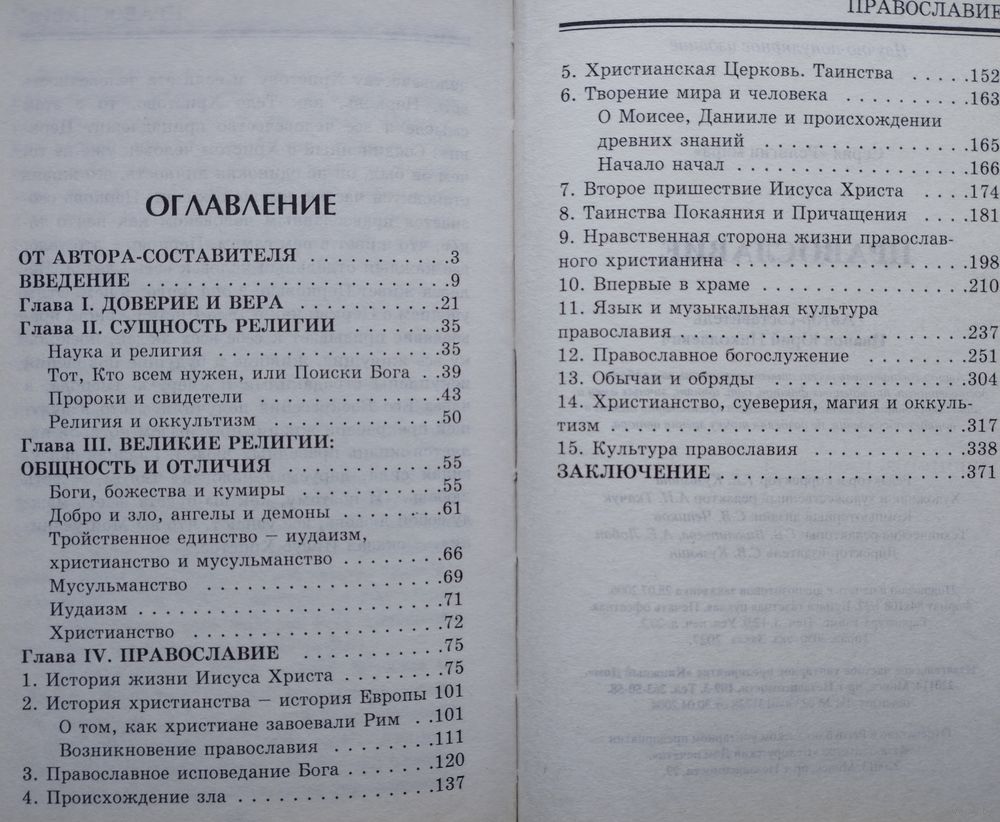 ОГЛАВЛЕНИЕ
ОТ АВТОРА-СОСТАВИТЕЛЯ . . . . . . . . . .3
ВВЕДЕНИЕ . . . . . . . . . . . . . . . . . . .9
Глава I. ДОВЕРИЕ И ВЕРА . . . . . . . . . .21
Глава II. СУЩНОСТЬ РЕЛИГИИ . . . . . . .35
Наука и религия . . . . . . . . . . . . . .35
Тот, Кто всем нужен, или Поиски Бога . .39
Пророки и свидетели . . . . . . . . . . .43
Религия и оккультизм . . . . . . . . . . .50
Глава III. ВЕЛИКИЕ РЕЛИГИИ:
ОБЩНОСТЬ И ОТЛИЧИЯ . . . . . . . . . .55
Боги, божества и кумиры . . . . . . . . .55
Добро и зло, ангелы и демоны . . . . . . .61
Тройственное единство – иудаизм,
христианство и мусульманство . . . . . . .66
Мусульманство . . . . . . . . . . . . . . .69
Иудаизм . . . . . . . . . . . . . . . . . . .71
Христианство . . . . . . . . . . . . . . . .72
Глава IV. ПРАВОСЛАВИЕ . . . . . . . . . .75
1. История жизни Иисуса Христа . . . . . . .75
2. История христианства – история Европы 101
О том, как христиане завоевали Рим . .101
Возникновение православия . . . . . . .111
3. Православное исповедание Бога . . . . . .120
4. Происхождение зла . . . . . . . . . . . .137
ПРАВОСЛАВИЕ
5. Христианская Церковь. Таинства . . . . .152
6. Творение мира и человека . . . . . . . . .163
О Моисее, Данииле и происхождении
древних знаний . . . . . . . . . . . . . .165
Начало начал . . . . . . . . . . . . . . .166
7. Второе пришествие Иисуса Христа . . . .174
8. Таинства Покаяния и Причащения . . . .181
9. Нравственная сторона жизни православ-
ного христианина . . . . . . . . . . . . . .198
10. Впервые в храме . . . . . . . . . . . . .210
11. Язык и музыкальная культура
православия . . . . . . . . . . . . . . . . .237
12. Православное богослужение . . . . . . .251
13. Обычаи и обряды . . . . . . . . . . . .304
14. Христианство, суеверия, магия и оккуль-
тизм . . . . . . . . . . . . . . . . . . . . .317
15. Культура православия . . . . . . . . . .338
ЗАКЛЮЧЕНИЕ . . . . . . . . . . . . . . .371